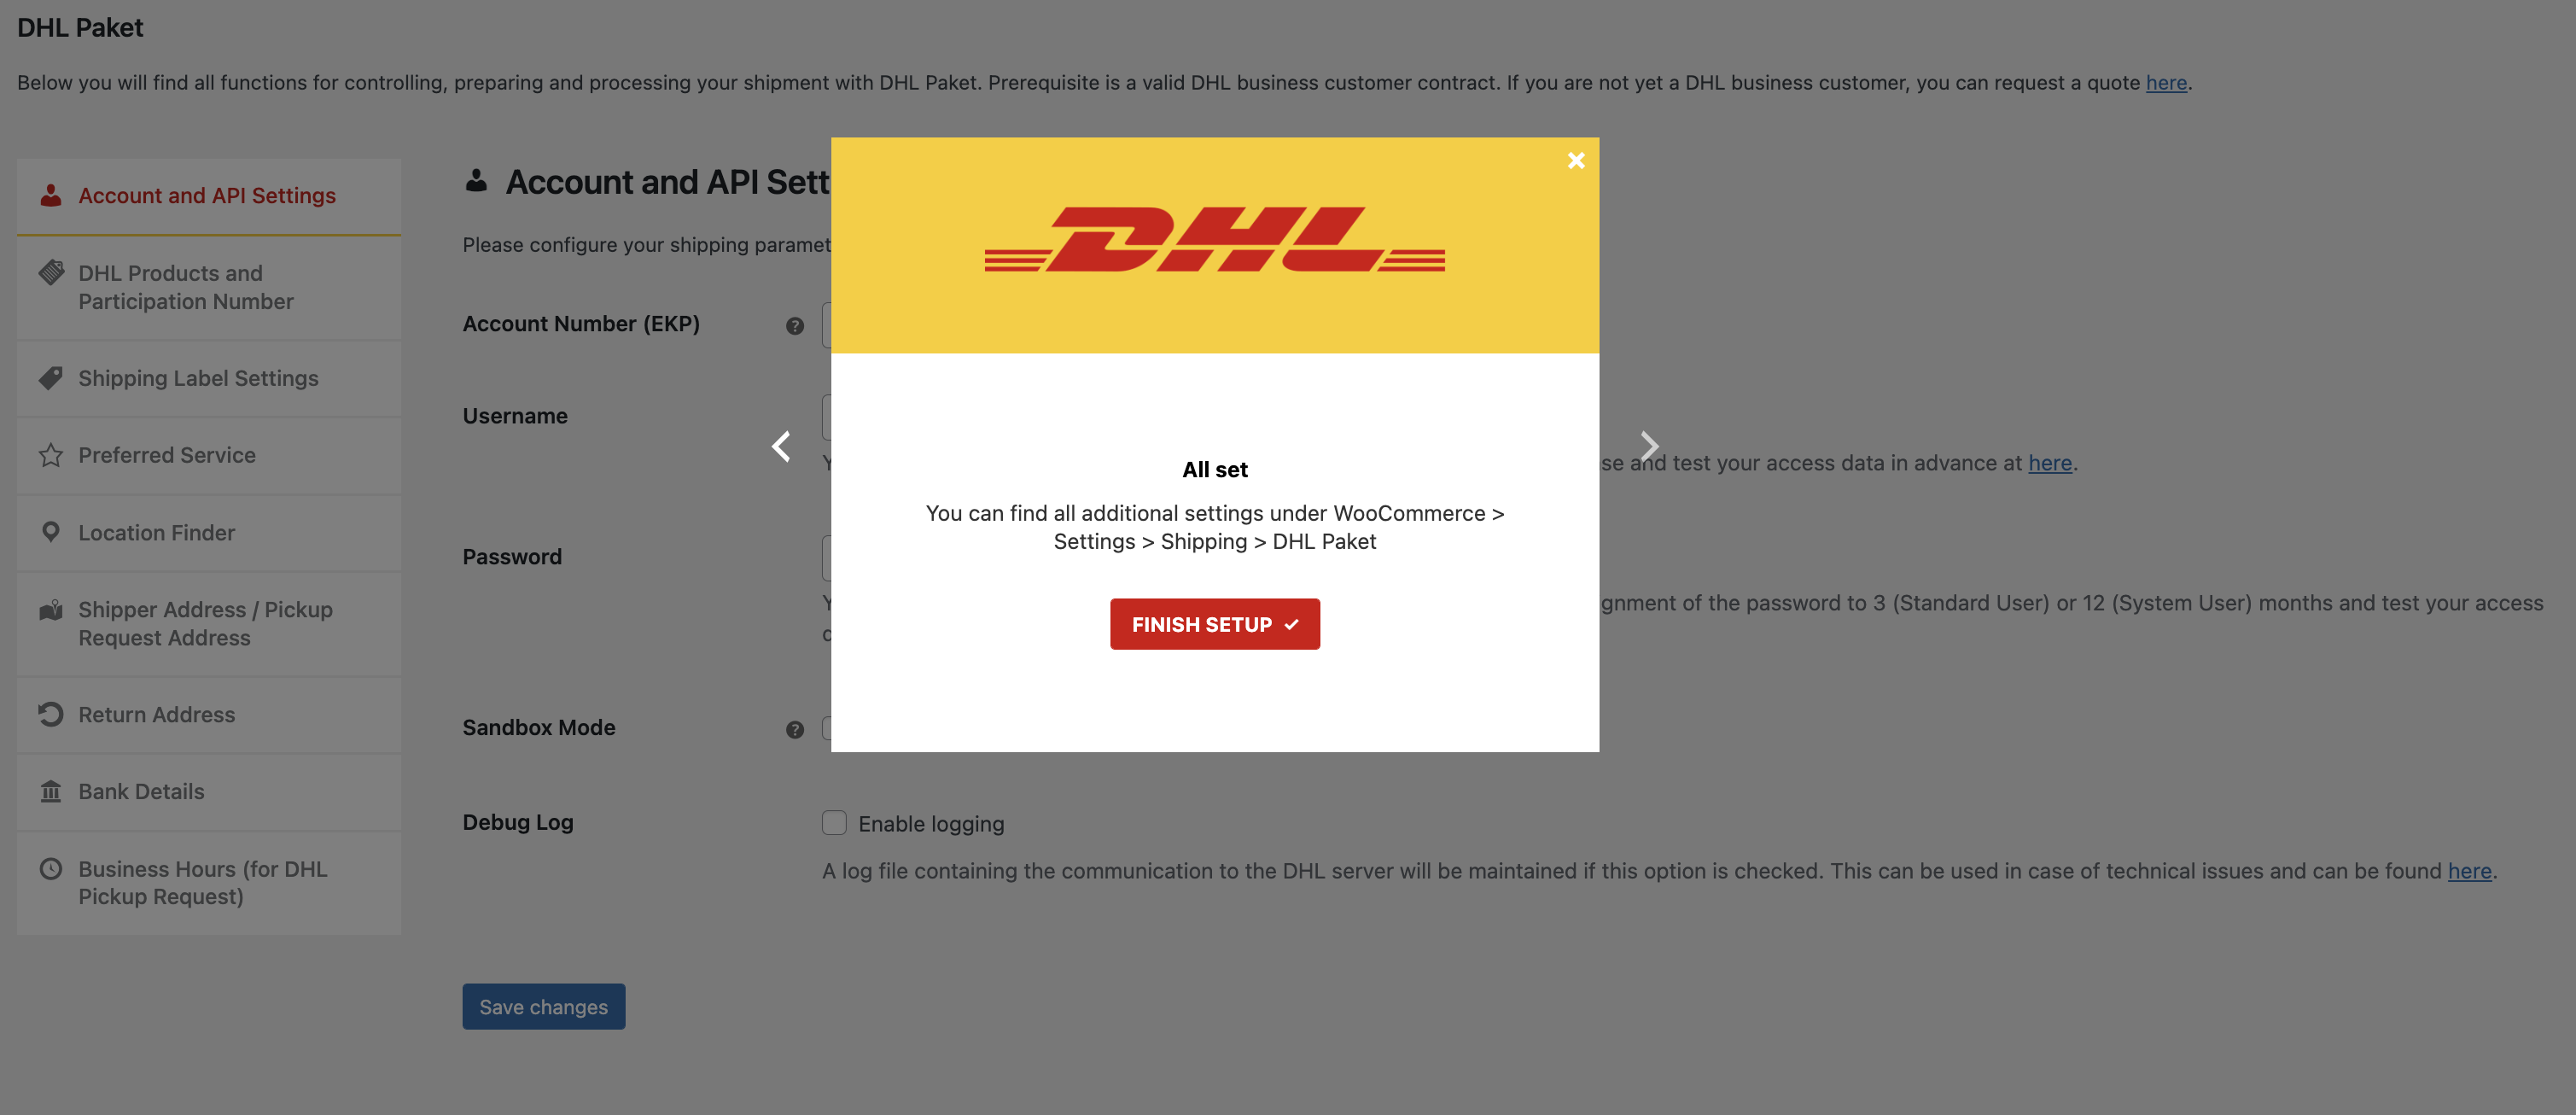 DHL Paket
Below you will find all functions for controlling, preparing and processing your shipment with DHL Paket. Prerequisite is a valid DHL business customer contract. If you are not yet a DHL business customer, you can request a quote here.
Account and API Settings
DHL Products and
Participation Number
Shipping Label Settings
Preferred Service
Location Finder
Shipper Address / Pickup
Request Address
Return Address
Bank Details
Business Hours (for DHL
Pickup Request)
Account and API Sett
Please configure your shipping paramet
Account Number (EKP)
Username
se and test your access data in advance at here.
Password
gnment of the password to 3 (Standard User) or 12 (System User) months and test your access
Sandbox Mode
Debug Log
Enable logging
A log file containing the communication to the DHL server will be maintained if this option is checked. This can be used in case of technical issues and can be found here.
Save changes
DHL
All set
You can find all additional settings under WooCommerce >
Settings > Shipping > DHL Paket
FINISH SETUP